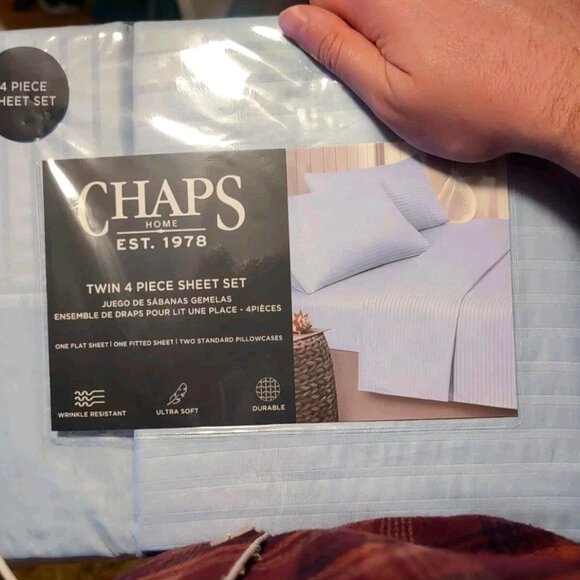 4 PIECE
SHEET SET
CHAPS
HOME
EST. 1978
TWIN 4 PIECE SHEET SET
JUEGO DE SÁBANAS GEMELAS
ENSEMBLE DE DRAPS POUR LIT UNE PLACE - 4PIÈCES
ONE FLAT SHEET | ONE FITTED SHEET | TWO STANDARD PILLOWCASES
WRINKLE RESISTANT
ULTRA SOFT
DURABLE